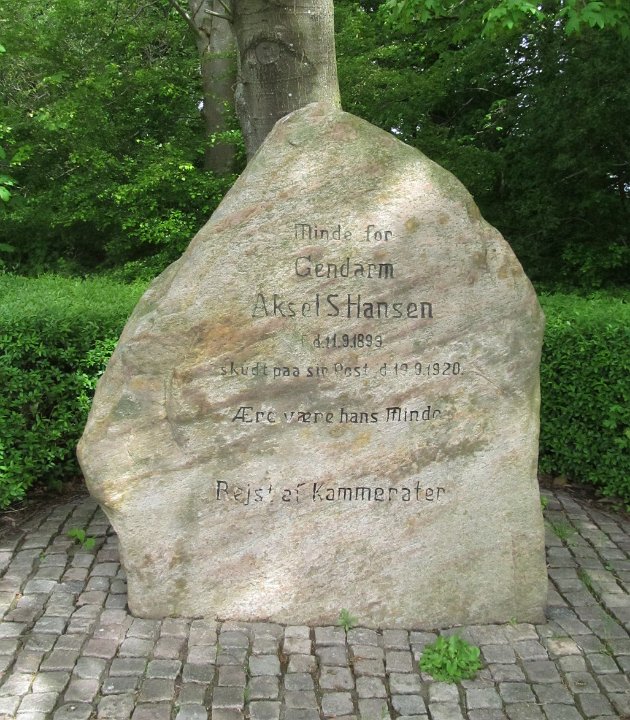 Minde for
Gendarm
Aksel S Hansen
f d. 1.9.1899
skudt paa sin Post. d 19.9.1920.
Ære være hans Minde
Rejst af Kammerater